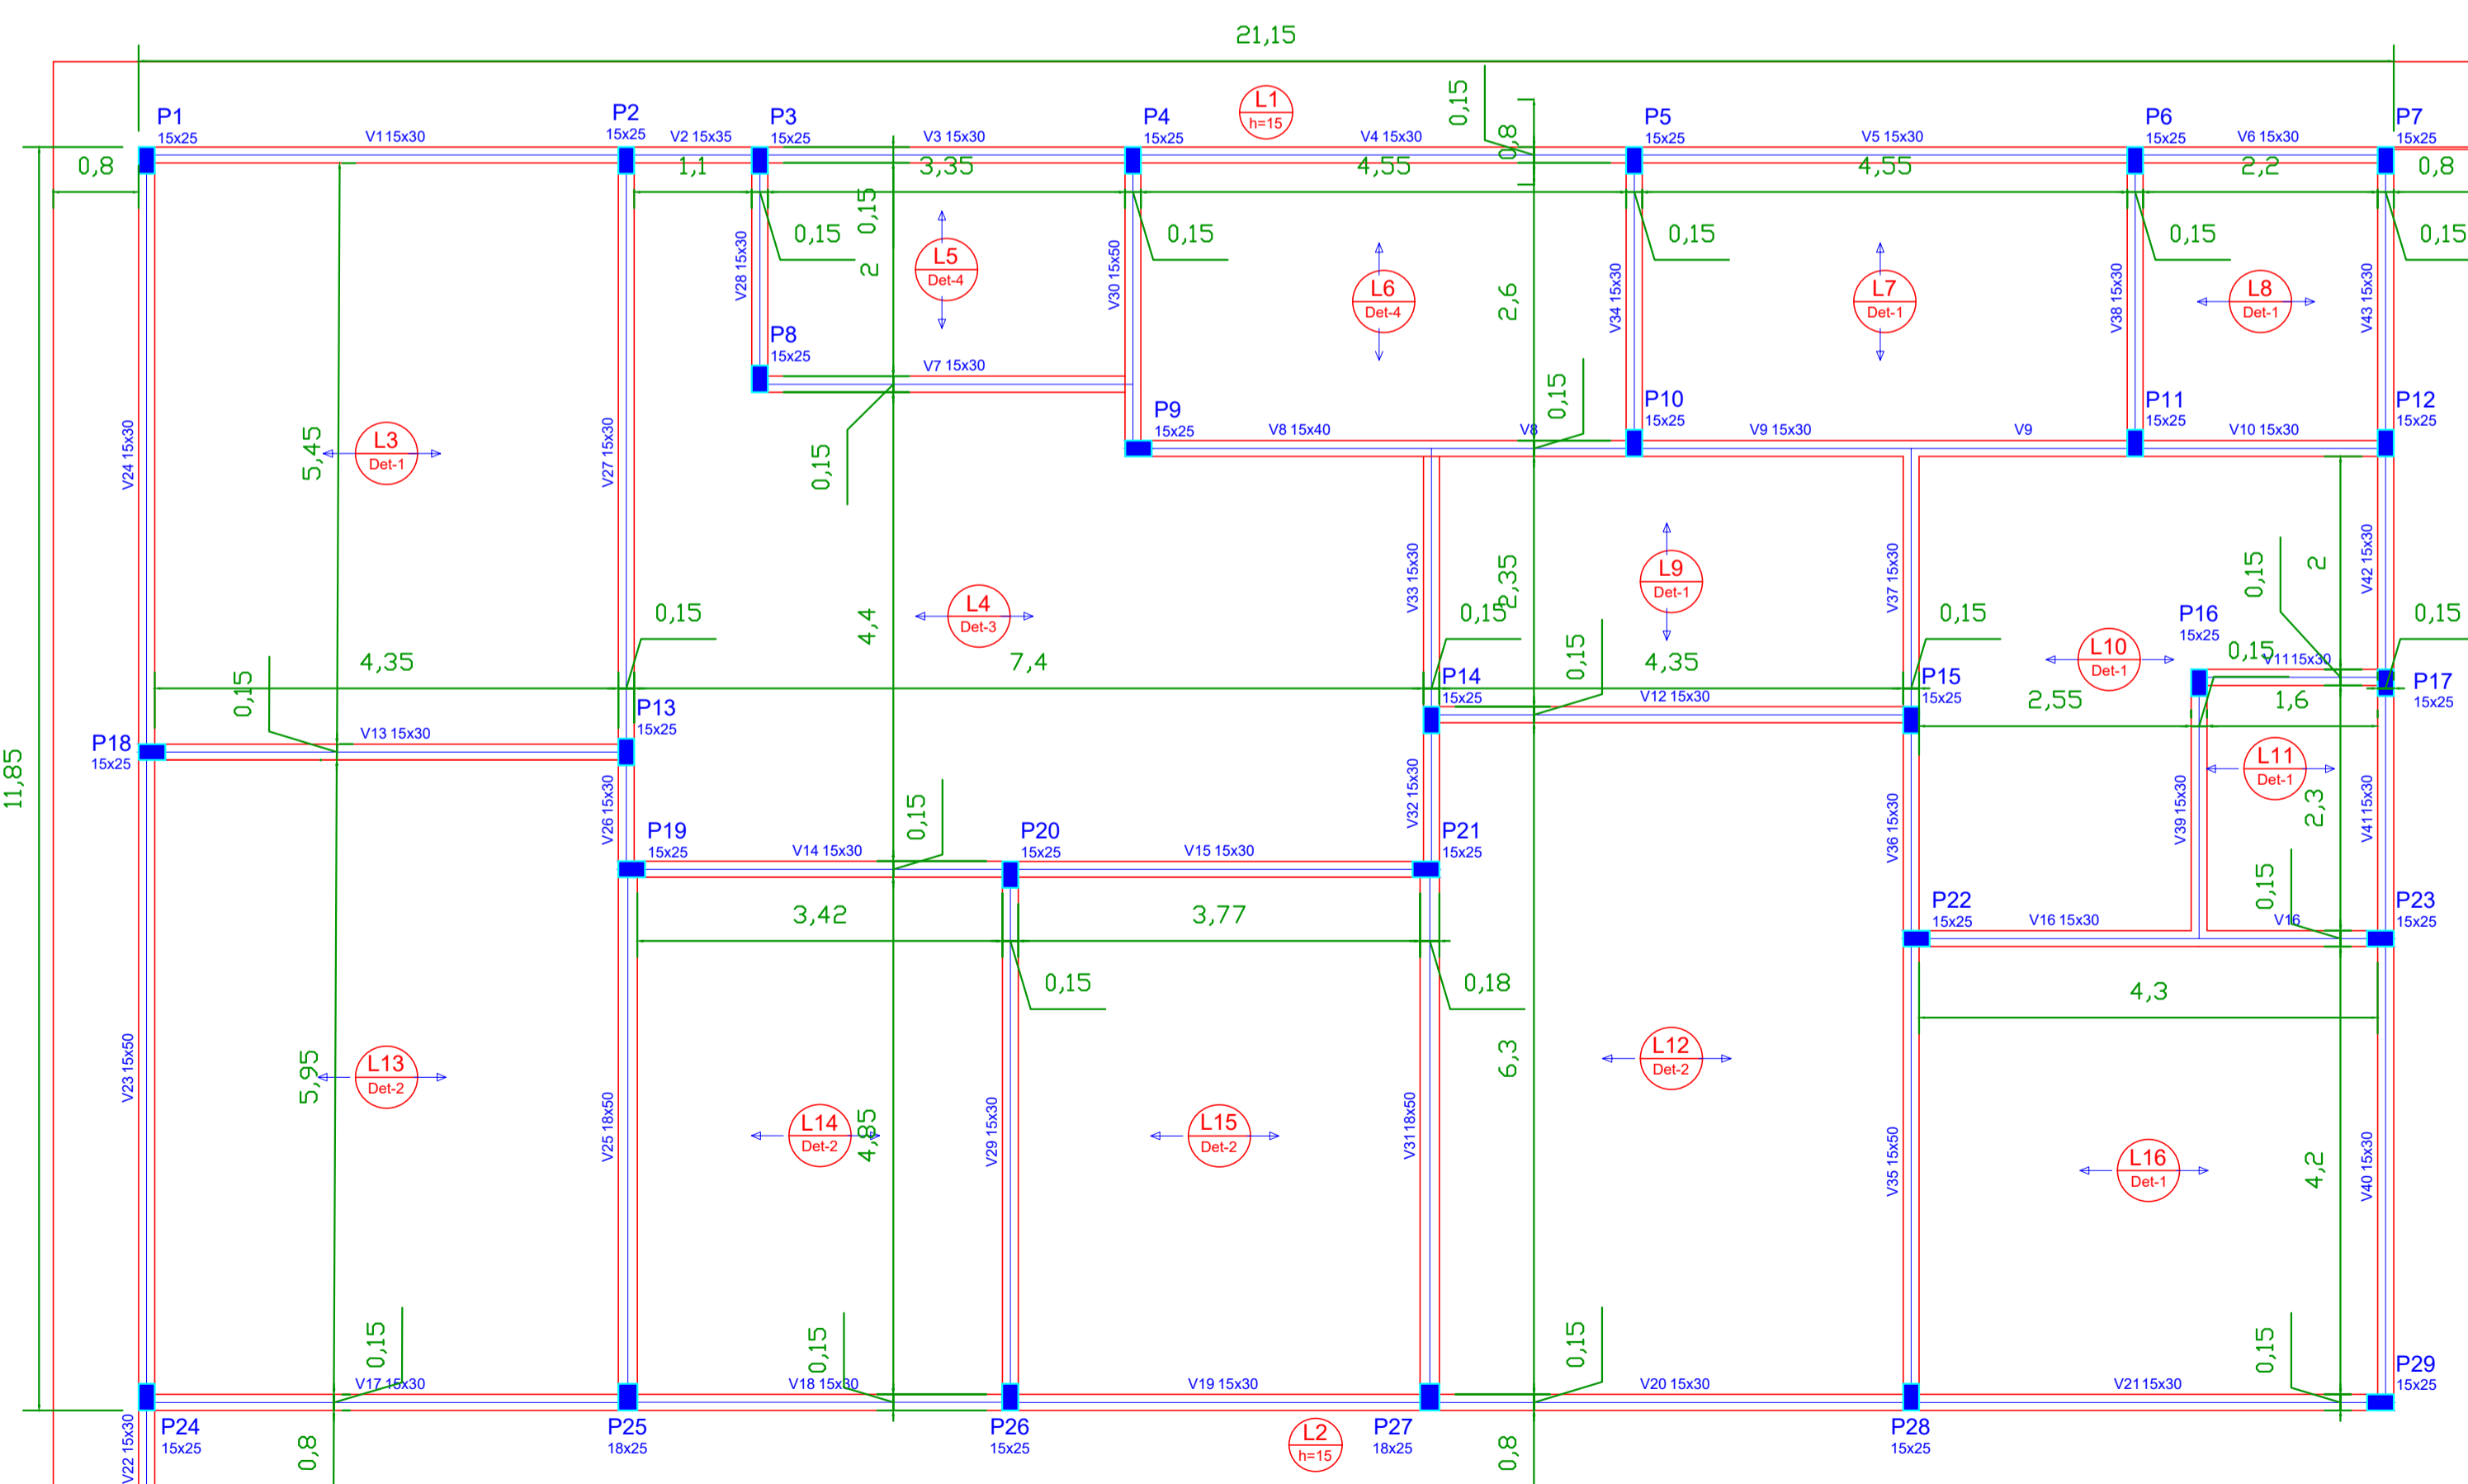 21,15
L1
h=15
0,15
0,8
P1
15x25
V1 15x30
P2
15x25
V2 15x35
P3
15x25
V3 15x30
P4
15x25
V4 15x30
P5
15x25
V5 15x30
P6
15x25
V6 15x30
P7
15x25
0,8
1,1
3,35
4,55
4,55
2,2
0,8
0,15
0,15
0,15
0,15
0,15
0,15
2
V28 15x30
L5
Det-4
V30 15x50
L6
Det-4
2,6
V34 15x30
L7
Det-1
V38 15x30
L8
Det-1
V43 15x30
P8
15x25
V7 15x30
0,15
0,15
P9
15x25
V8 15x40
V8
P10
15x25
V9 15x30
V9
P11
15x25
V10 15x30
P12
15x25
V24 15x30
5,45
L3
Det-1
V27 15x30
4,4
L4
Det-3
V33 15x30
2,35
L9
Det-1
V37 15x30
0,15
2
V42 15x30
0,15
0,15
0,15
0,15
0,15
P16
15x25
L10
Det-1
0,15
V11 15x30
0,15
4,35
7,4
4,35
P14
15x25
V12 15x30
P15
15x25
2,55
1,6
P17
15x25
P18
15x25
V13 15x30
P13
15x25
11,85
L11
Det-1
2,3
V26 15x30
0,15
V32 15x30
V36 15x30
V39 15x30
V41 15x30
P19
15x25
V14 15x30
P20
15x25
V15 15x30
P21
15x25
0,15
P22
15x25
V16 15x30
V16
P23
15x25
3,42
3,77
0,15
0,18
4,3
V23 15x50
5,95
L13
Det-2
V25 18x50
L14
Det-2
4,85
V29 15x30
L15
Det-2
V31 18x50
6,3
L12
Det-2
V35 15x50
L16
Det-1
4,2
V40 15x30
0,15
0,15
0,15
0,15
V17 15x30
V18 15x30
V19 15x30
V20 15x30
V21 15x30
P29
15x25
P24
15x25
P25
18x25
P26
15x25
L2
h=15
P27
18x25
P28
15x25
V22 15x30
0,8
0,8